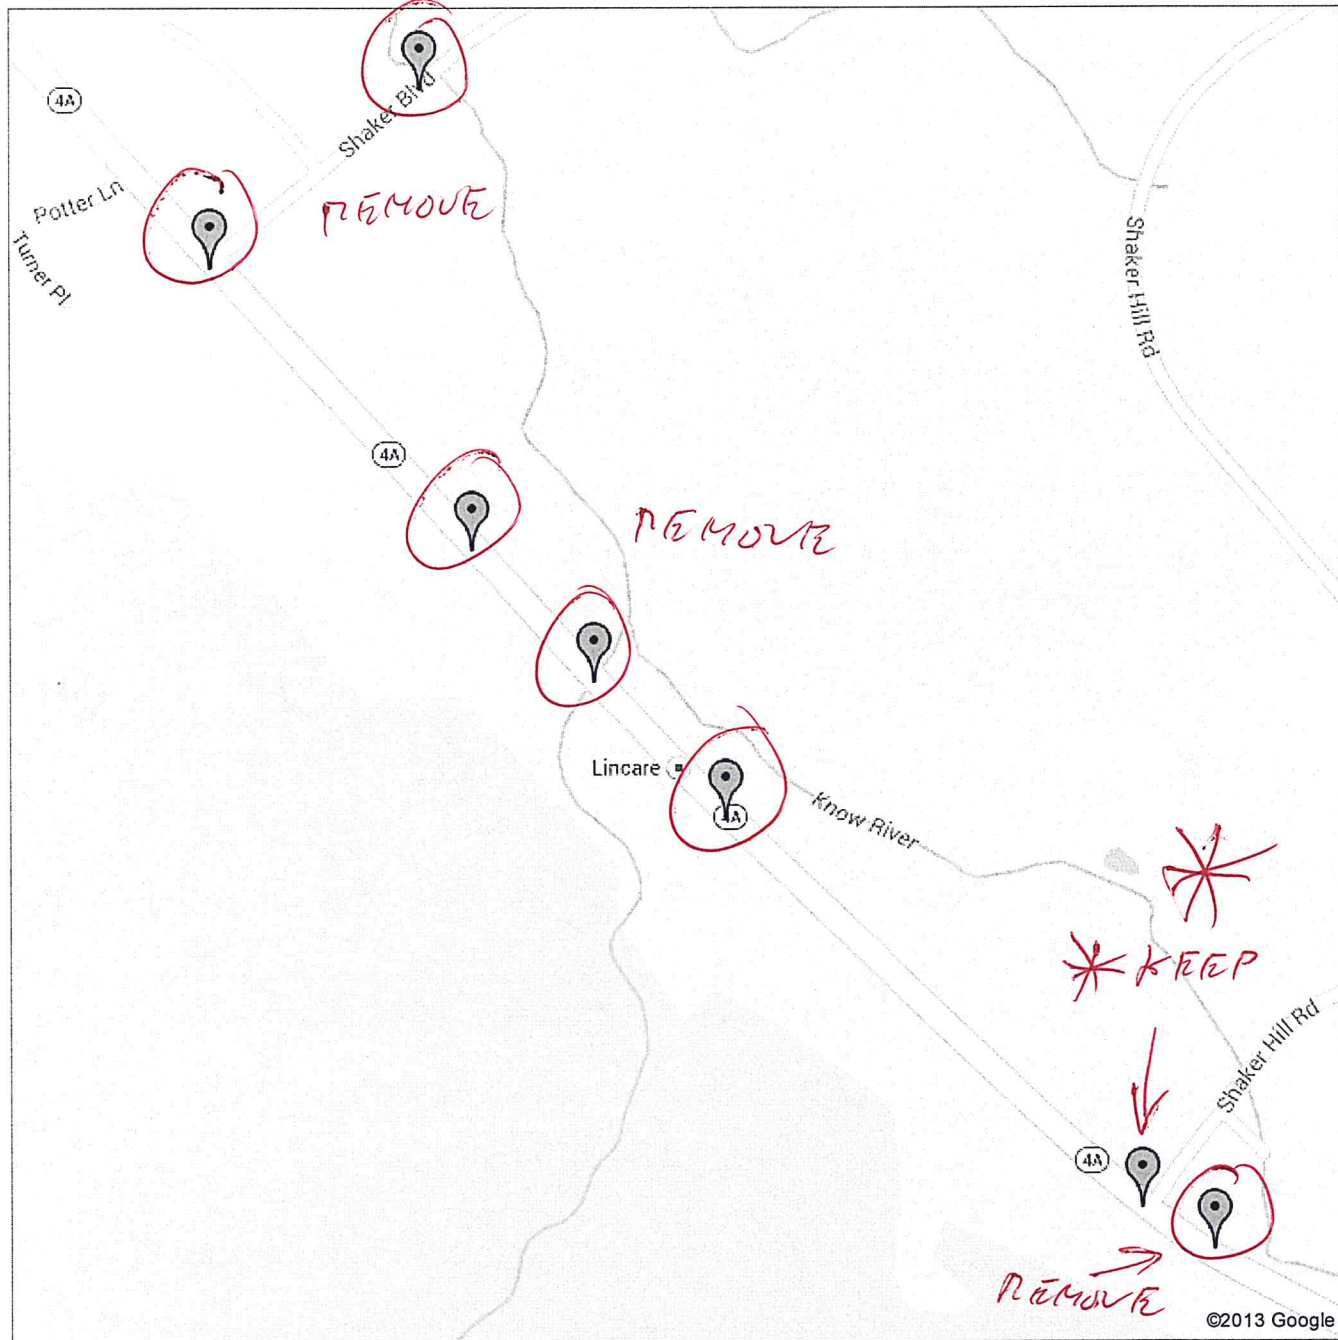 4A
Shaker Blvd
Potter Ln
REMOVE
Turner Pl
Shaker Hill Rd
4A
REMOVE
Lincare
4A
Know River
KEEP
Shaker Hill Rd
4A
REMOVE
©2013 Google